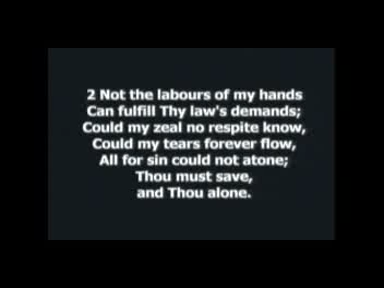 2 Not the labours of my hands
Can fulfill Thy law's demands;
Could my zeal no respite know,
Could my tears forever flow,
All for sin could not atone;
Thou must save,
and Thou alone.